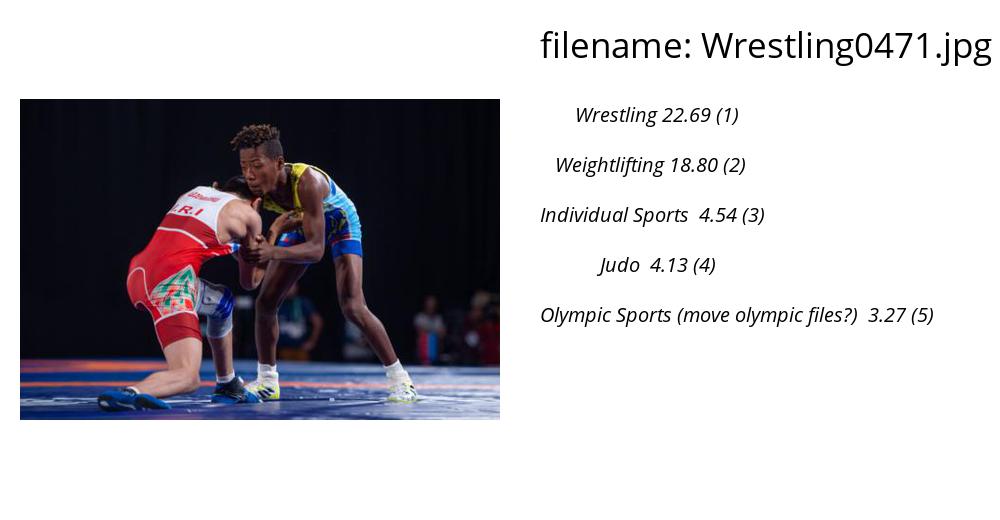 filename: Wrestling0471.jpg
Wrestling 22.69 (1)
Weightlifting 18.80 (2)
Individual Sports 4.54 (3)
Judo 4.13 (4)
Olympic Sports (move olympic files?) 3.27 (5)